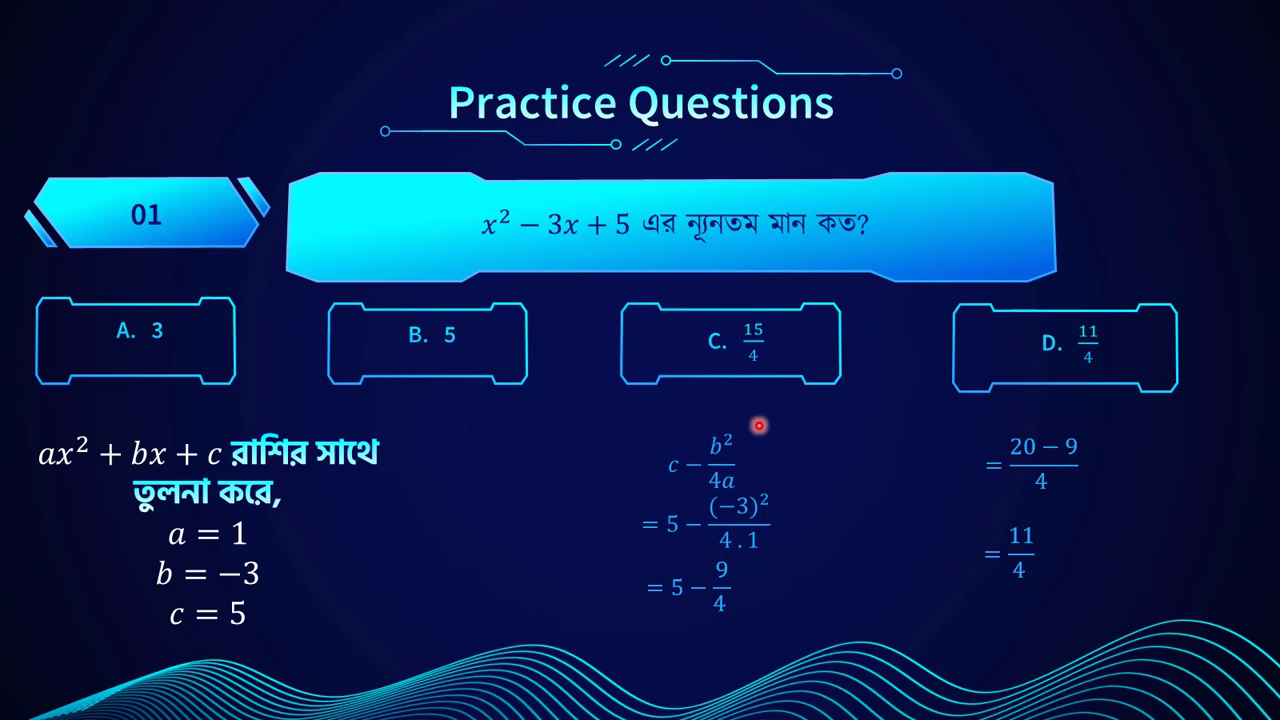 Practice Questions
01
x² − 3x + 5 এর ন্যূনতম মান কত?
A. 3
B. 5
C. 15/4
D. 11/4
ax² + bx + c রাশির সাথে
তুলনা করে,
a = 1
b = −3
c = 5
c − b²/4a
= 5 − (−3)²/4 . 1
= 5 − 9/4
= 20 − 9/4
= 11/4